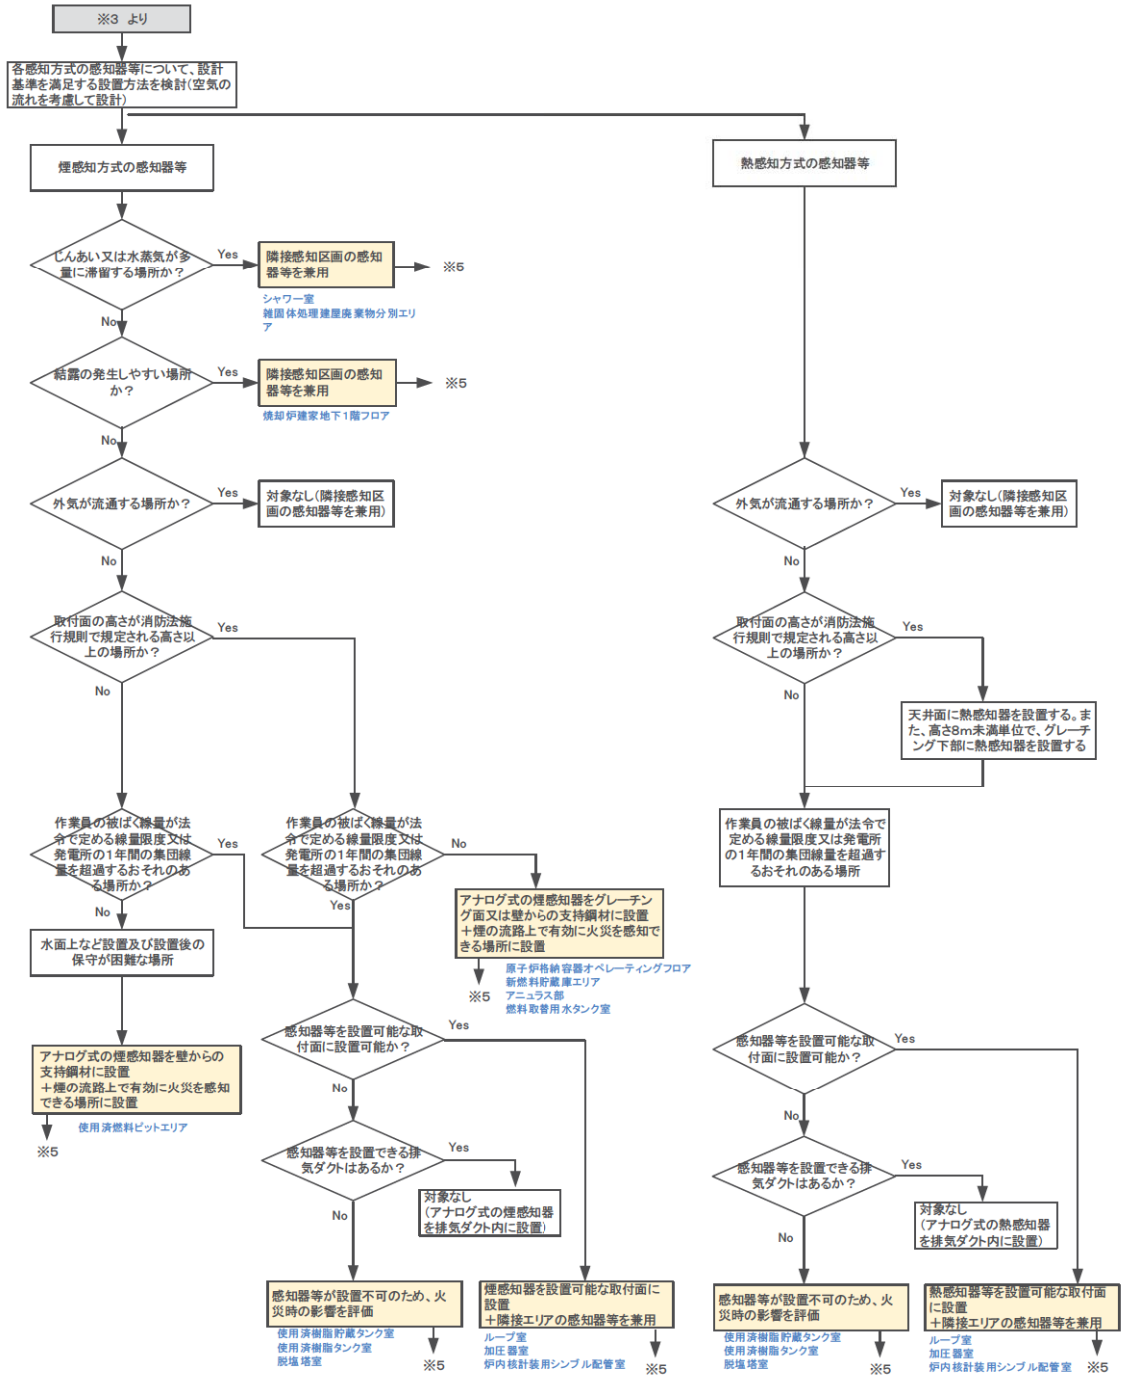 ※3 より
各感知方式の感知器等について、設計
基準を満足する設置方法を検討(空気の
流れを考慮して設計)
煙感知方式の感知器等
熱感知方式の感知器等
じんあい又は水蒸気が多
量に滞留する場所か？
Yes
隣接感知区画の感知
器等を兼用
※5
シャワー室
雑固体処理建屋廃棄物分別エリ
ア
No
結露の発生しやすい場所
か？
Yes
隣接感知区画の感知
器等を兼用
※5
焼却炉建家地下1階フロア
No
外気が流通する場所か？
Yes
対象なし(隣接感知区
画の感知器等を兼用)
No
外気が流通する場所か？
Yes
対象なし(隣接感知区
画の感知器等を兼用)
No
取付面の高さが消防法施
行規則で規定される高さ以
上の場所か？
Yes
No
取付面の高さが消防法施
行規則で規定される高さ以
上の場所か？
Yes
No
天井面に熱感知器を設置する。ま
た、高さ8m未満単位で、グレーチ
ング下部に熱感知器を設置する
作業員の被ばく線量が法
令で定める線量限度又は
発電所の1年間の集団線
量を超過するおそれのあ
る場所か？
Yes
No
作業員の被ばく線量が法
令で定める線量限度又は
発電所の1年間の集団線
量を超過するおそれのあ
る場所か？
No
Yes
作業員の被ばく線量が法令で
定める線量限度又は発電所
の1年間の集団線量を超過す
るおそれのある場所
アナログ式の煙感知器をグレーチン
グ面又は壁からの支持鋼材に設置
＋煙の流路上で有効に火災を感知で
きる場所に設置
※5
原子炉格納容器オペレーティングフロア
新燃料貯蔵庫エリア
アニュラス部
燃料取替用水タンク室
水面上など設置及び設置後の
保守が困難な場所
アナログ式の煙感知器を壁からの
支持鋼材に設置
＋煙の流路上で有効に火災を感知
できる場所に設置
※5
使用済燃料ピットエリア
感知器等を設置可能な取
付面に設置可能か？
Yes
No
感知器等を設置可能な取
付面に設置可能か？
Yes
No
感知器等を設置できる排
気ダクトはあるか？
Yes
No
対象なし
(アナログ式の煙感知器
を排気ダクト内に設置)
感知器等を設置できる排
気ダクトはあるか？
Yes
No
対象なし
(アナログ式の熱感知器
を排気ダクト内に設置)
感知器等が設置不可のため、火
災時の影響を評価
使用済樹脂貯蔵タンク室
使用済樹脂タンク室
脱塩塔室
※5
煙感知器を設置可能な取付面に
設置
＋隣接エリアの感知器等を兼用
ループ室
加圧器室
炉内核計装用シンブル配管室
※5
感知器等が設置不可のため、火
災時の影響を評価
使用済樹脂貯蔵タンク室
使用済樹脂タンク室
脱塩塔室
※5
熱感知器等を設置可能な取付面
に設置
＋隣接エリアの感知器等を兼用
ループ室
加圧器室
炉内核計装用シンブル配管室
※5